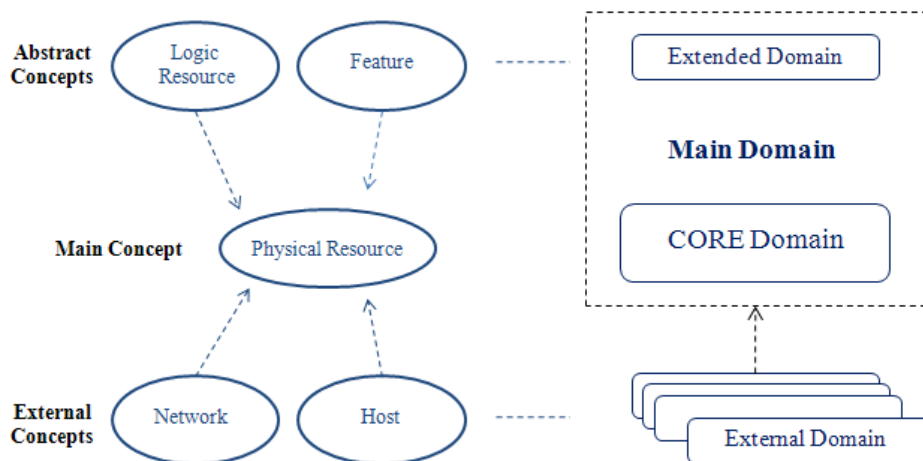 Abstract
Concepts
Logic
Resource
Feature
Extended Domain
Main Domain
Main Concept
Physical Resource
CORE Domain
External
Concepts
Network
Host
External Domain